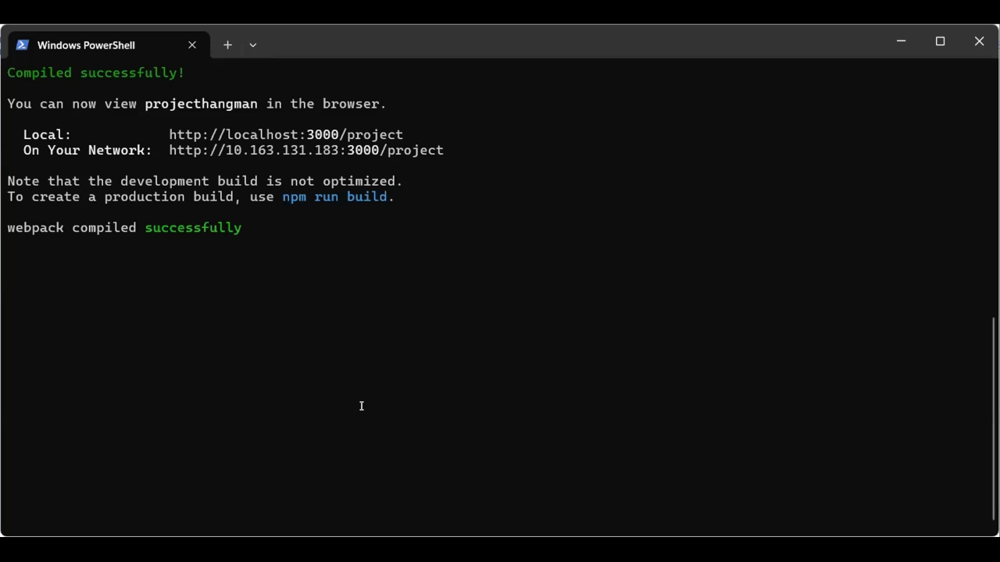 Windows PowerShell
Compiled successfully!
You can now view projecthangman in the browser.
Local: http://localhost:3000/project
On Your Network: http://10.163.131.183:3000/project
Note that the development build is not optimized.
To create a production build, use npm run build.
webpack compiled successfully